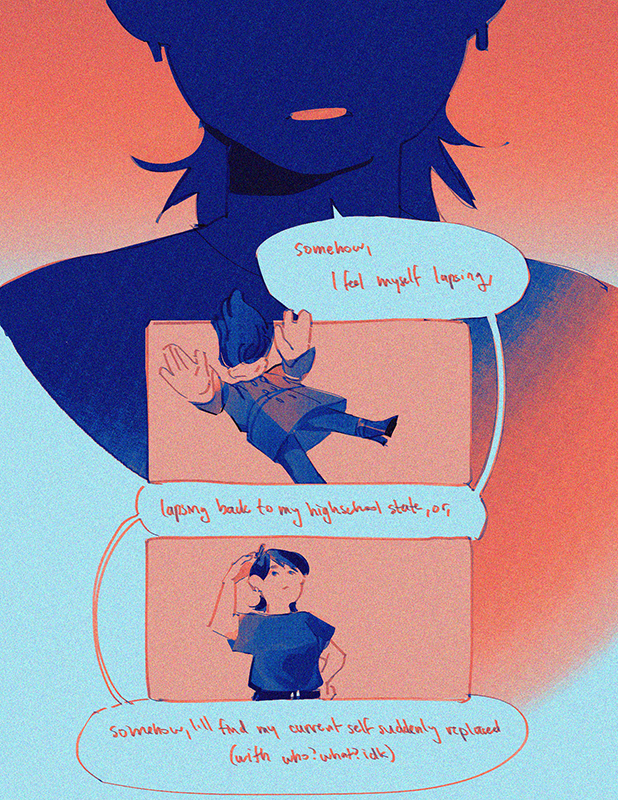 somehow,
I feel myself lapsing,
lapsing back to my highschool state, or,
somehow, i'll find my current self suddenly replaced
(with who? what? idk)